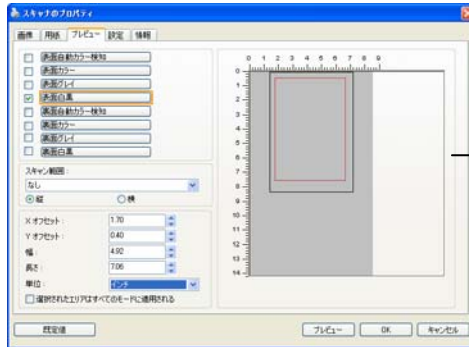 スキャナのプロパティ
画像 用紙 プレビュー 設定 情報
表面自動カラー検知
表面カラー
表面グレイ
表面白黒
裏面自動カラー検知
裏面カラー
裏面グレイ
裏面白黒
スキャン範囲：
なし
縦 横
X オフセット： 1.70
Y オフセット： 0.40
幅： 4.92
長さ： 7.06
単位： インチ
選択されたエリアはすべてのモードに適用される
0 1 2 3 4 5 6 7 8 9
0
1
2
3
4
5
6
7
8
9
10
11
12
13
14
既定値 プレビュー OK キャンセル